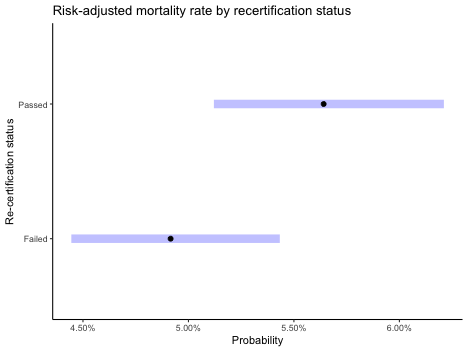 Risk-adjusted mortality rate by recertification status
Re-certification status
Passed
Failed
4.50%
5.00%
5.50%
6.00%
Probability